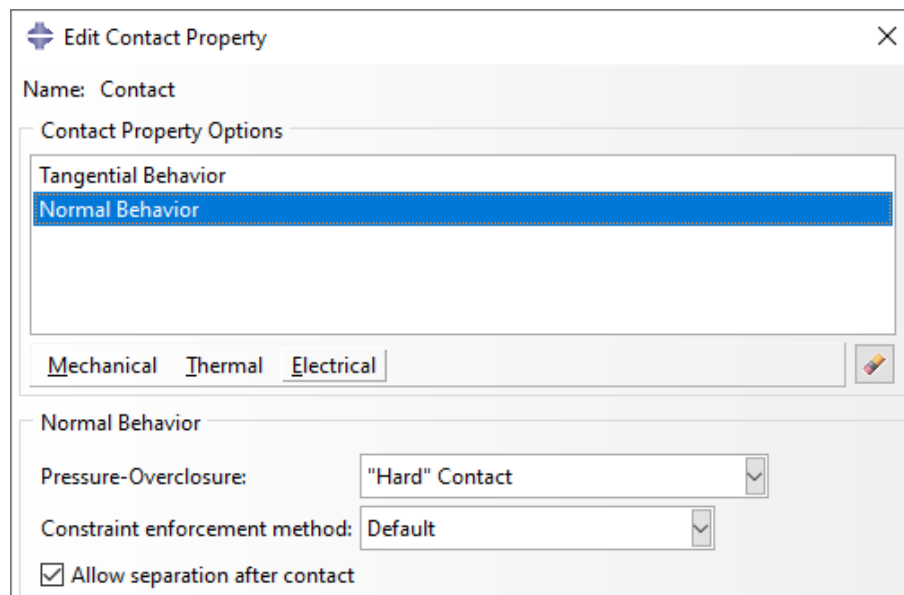 Edit Contact Property
Name: Contact
Contact Property Options
Tangential Behavior
Normal Behavior
Mechanical Thermal Electrical
Normal Behavior
Pressure-Overclosure: "Hard" Contact
Constraint enforcement method: Default
Allow separation after contact